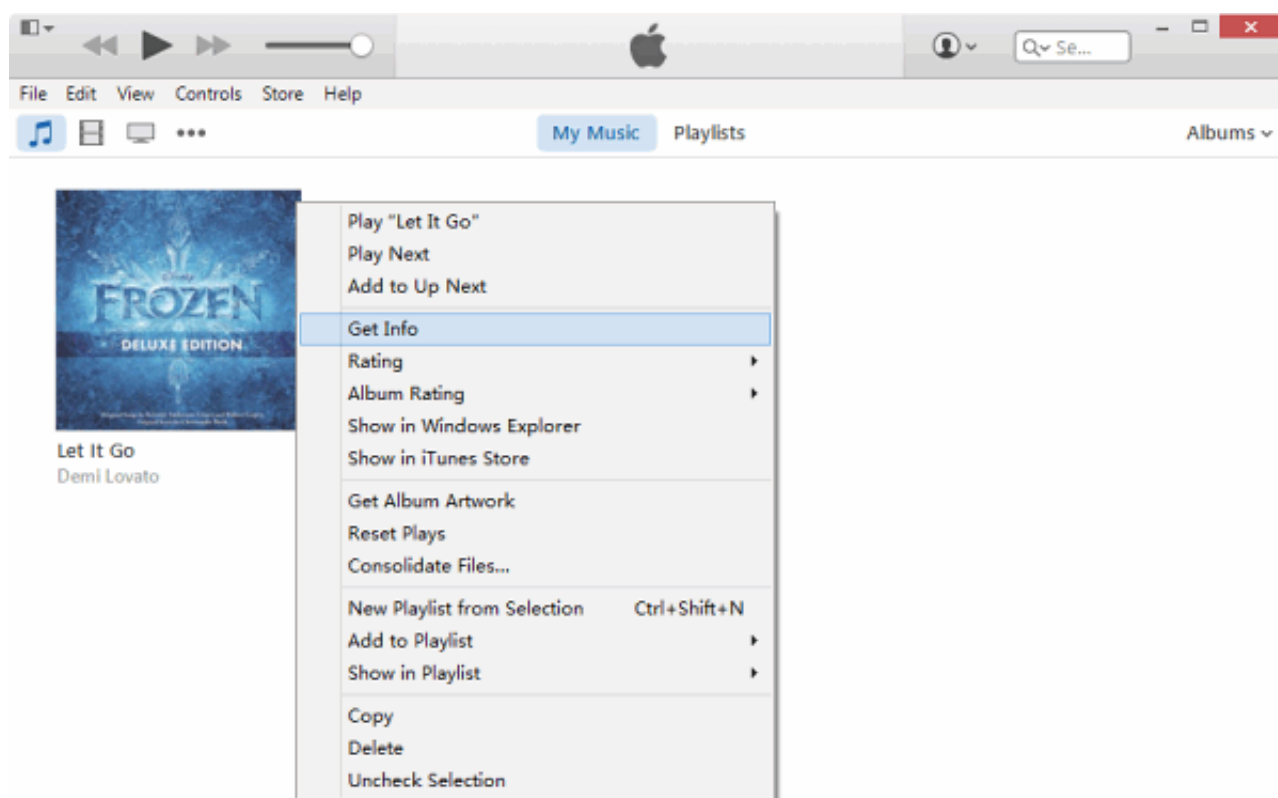 Se...
File Edit View Controls Store Help
My Music Playlists Albums
Disney
FROZEN
DELUXE EDITION
Let It Go
Demi Lovato
Play "Let It Go"
Play Next
Add to Up Next
Get Info
Rating
Album Rating
Show in Windows Explorer
Show in iTunes Store
Get Album Artwork
Reset Plays
Consolidate Files...
New Playlist from Selection Ctrl+Shift+N
Add to Playlist
Show in Playlist
Copy
Delete
Uncheck Selection